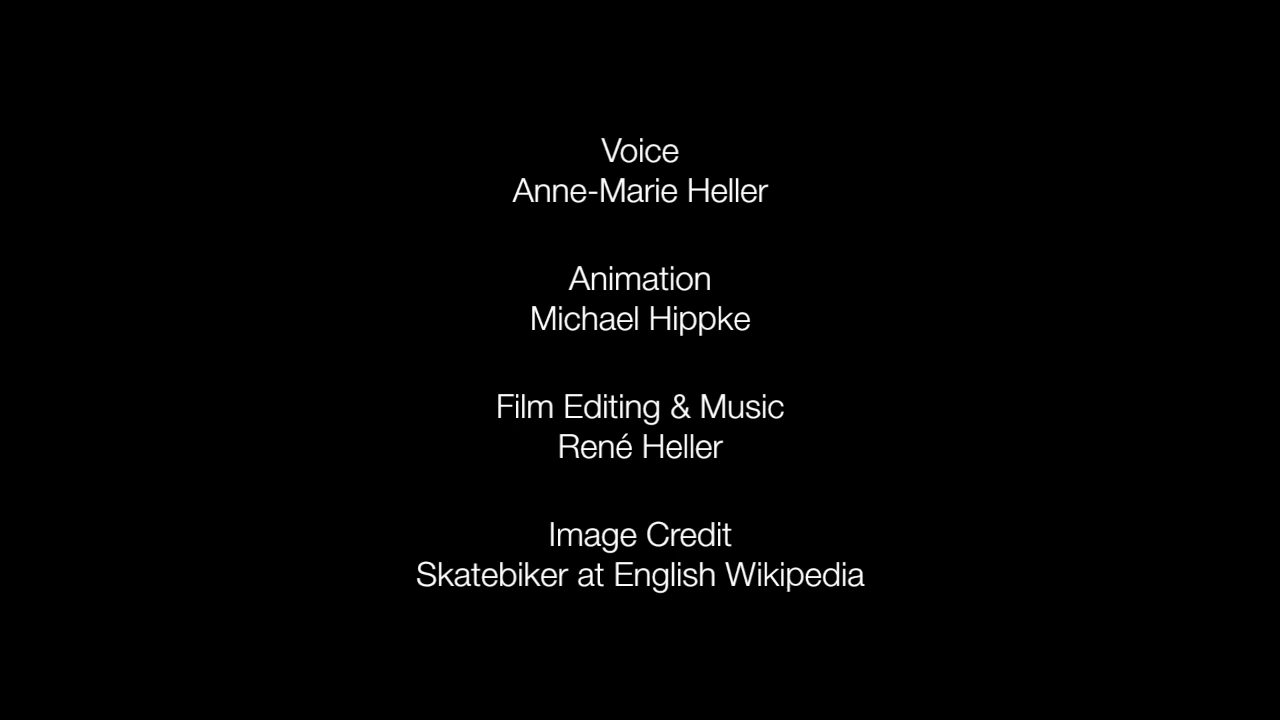 Voice
Anne-Marie Heller
Animation
Michael Hippke
Film Editing & Music
René Heller
Image Credit
Skatebiker at English Wikipedia